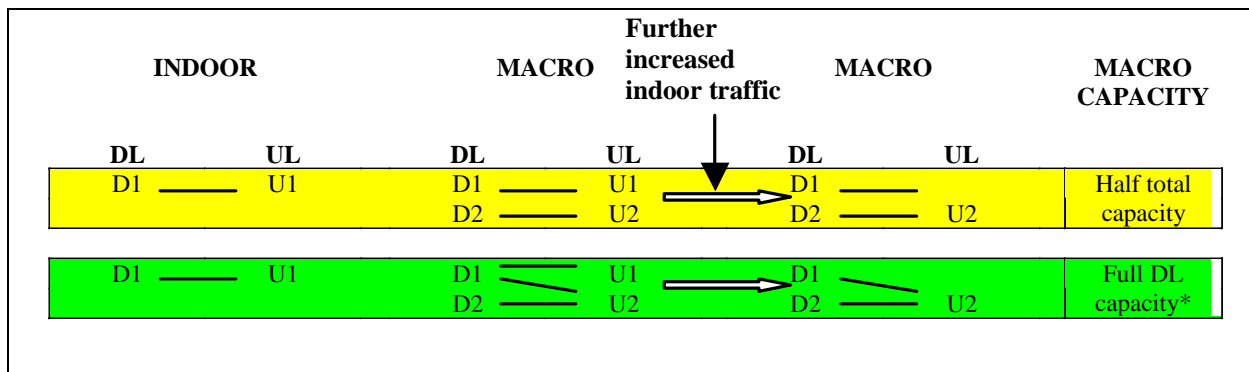 Further
increased
indoor traffic
INDOOR MACRO MACRO MACRO
CAPACITY
DL UL DL UL DL UL
D1 U1 D1 U1 D1 Half total
D2 U2 D2 U2 capacity
D1 U1 D1 U1 D1 Full DL
D2 U2 D2 U2 capacity*